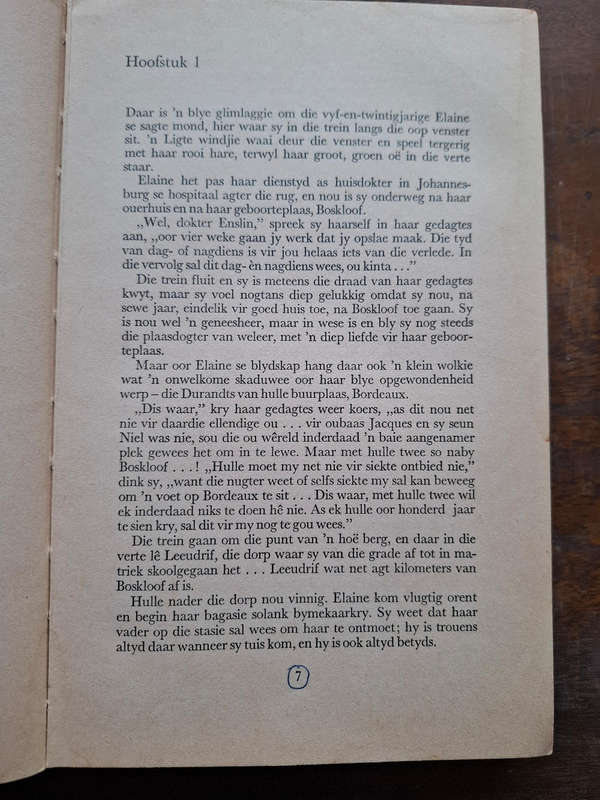 Hoofstuk 1
Daar is 'n blye glimlaggie om die vyf-en-twintigjarige Elaine
se sagte mond, hier waar sy in die trein langs die oop venster
sit. 'n Ligte windjie waai deur die venster en speel tergerig
met haar rooi hare, terwyl haar groot, groen oë in die verte
staar.
Elaine het pas haar dienstyd as huisdokter in Johannes-
burg se hospitaal agter die rug, en nou is sy onderweg na haar
ouerhuis en na haar geboorteplaas, Boskloof.
„Wel, dokter Enslin,” spreek sy haarself in haar gedagtes
aan, „oor vier weke gaan jy werk dat jy opslae maak. Die tyd
van dag- of nagdiens is vir jou helaas iets van die verlede. In
die vervolg sal dit dag- èn nagdiens wees, ou kinta . . .”
Die trein fluit en sy is meteens die draad van haar gedagtes
kwyt, maar sy voel nogtans diep gelukkig omdat sy nou, na
sewe jaar, eindelik vir goed huis toe, na Boskloof toe gaan. Sy
is nou wel 'n geneesheer, maar in wese is en bly sy nog steeds
die plaasdogter van weleer, met 'n diep liefde vir haar geboor-
teplaas.
Maar oor Elaine se blydskap hang daar ook 'n klein wolkie
wat 'n onwelkome skaduwee oor haar blye opgewondenheid
werp – die Durandts van hulle buurplaas, Bordeaux.
„Dis waar,” kry haar gedagtes weer koers, „as dit nou net
nie vir daardie ellendige ou . . . vir oubaas Jacques en sy seun
Niel was nie, sou die ou wêreld inderdaad 'n baie aangenamer
plek gewees het om in te lewe. Maar met hulle twee so naby
Boskloof . . . ! „Hulle moet my net nie vir siekte ontbied nie,”
dink sy, „want die nugter weet of selfs siekte my sal kan beweeg
om 'n voet op Bordeaux te sit . . . Dis waar, met hulle twee wil
ek inderdaad niks te doen hê nie. As ek hulle oor honderd jaar
te sien kry, sal dit vir my nog te gou wees.”
Die trein gaan om die punt van 'n hoë berg, en daar in die
verte lê Leeudrif, die dorp waar sy van die grade af tot in ma-
triek skoolgegaan het . . . Leeudrif wat net agt kilometers van
Boskloof af is.
Hulle nader die dorp nou vinnig. Elaine kom vlugtig orent
en begin haar bagasie solank bymekaarkry. Sy weet dat haar
vader op die stasie sal wees om haar te ontmoet; hy is trouens
altyd daar wanneer sy tuis kom, en hy is ook altyd betyds.
7